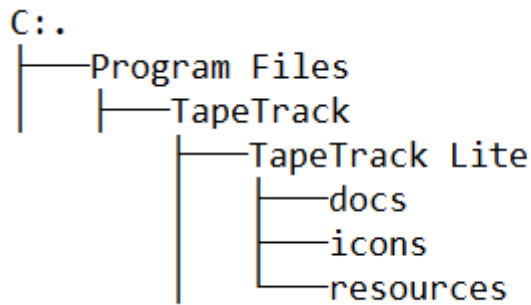 C:.
Program Files
TapeTrack
TapeTrack Lite
docs
icons
resources